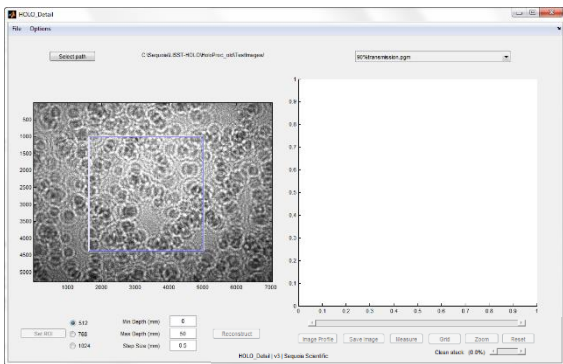 HOLO_Detail
File Options
Select path
C:\Sequoia\LISST-HOLO\HoloProc_old\TestImages/
90%transmission.pgm
500
1000
1500
2000
2500
3000
3500
4000
4500
5000
1000 2000 3000 4000 5000 6000 7000
1
0.9
0.8
0.7
0.6
0.5
0.4
0.3
0.2
0.1
0
0 0.1 0.2 0.3 0.4 0.5 0.6 0.7 0.8 0.9 1
Set ROI
512
768
1024
Min Depth (mm) 0
Max Depth (mm) 50
Step Size (mm) 0.5
Reconstruct
Image Profile Save Image Measure Grid Zoom Reset
Clean stack (0.0%)
HOLO_Detail | v3 | Sequoia Scientific